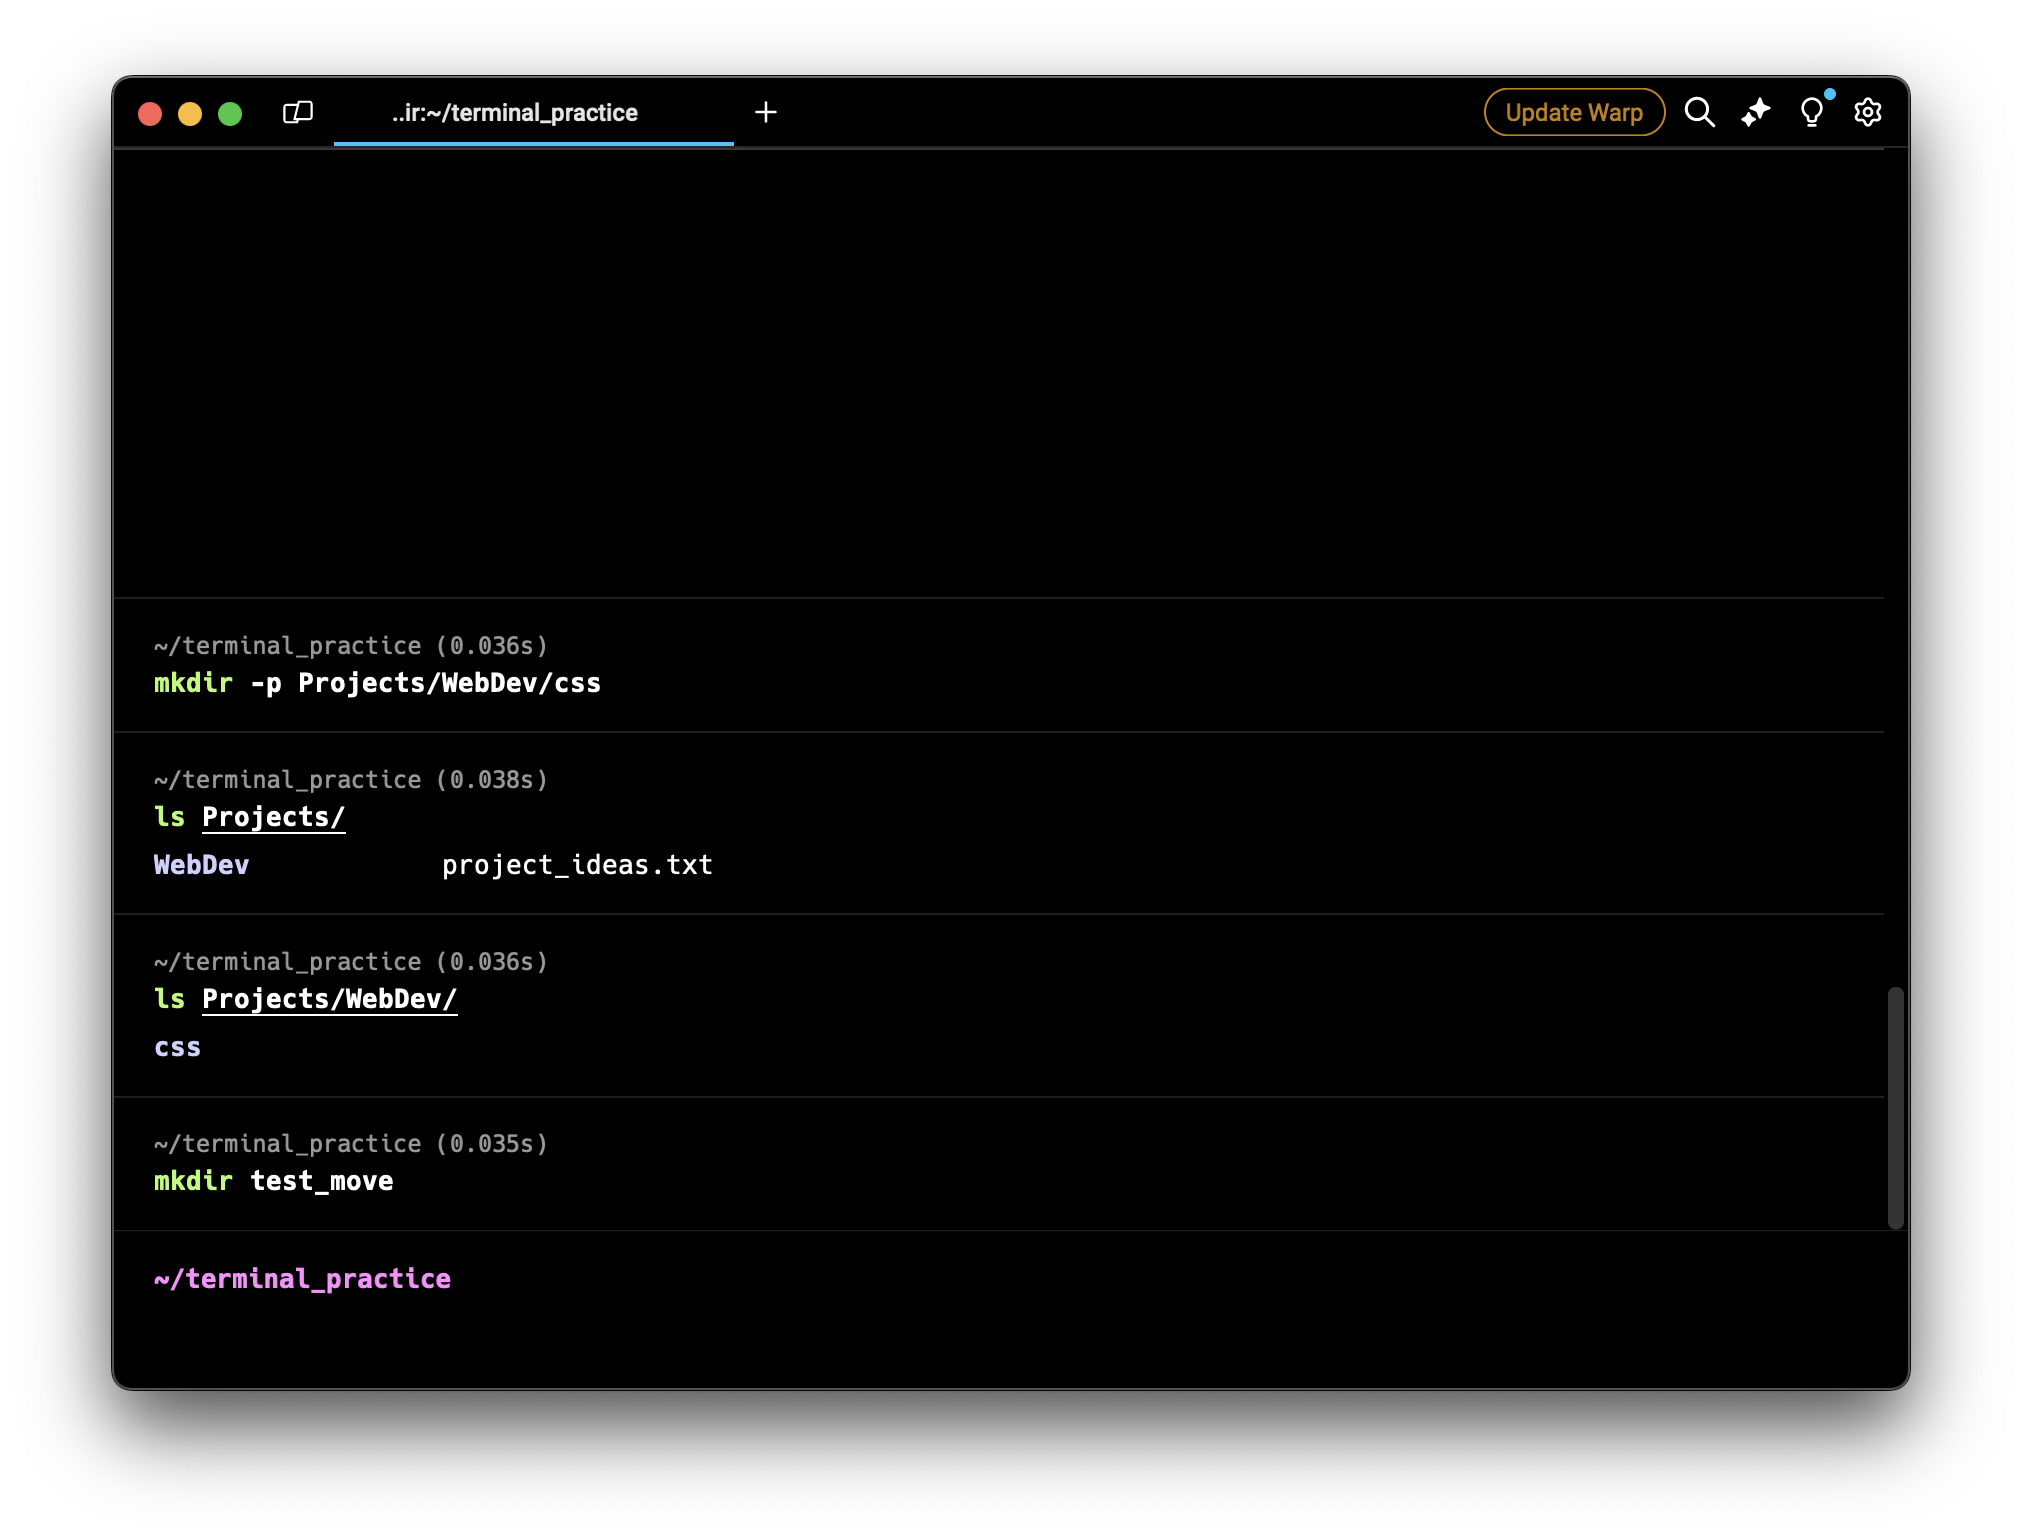 ..ir:~/terminal_practice
Update Warp
~/terminal_practice (0.036s)
mkdir -p Projects/WebDev/css
~/terminal_practice (0.038s)
ls Projects/
WebDev            project_ideas.txt
~/terminal_practice (0.036s)
ls Projects/WebDev/
css
~/terminal_practice (0.035s)
mkdir test_move
~/terminal_practice